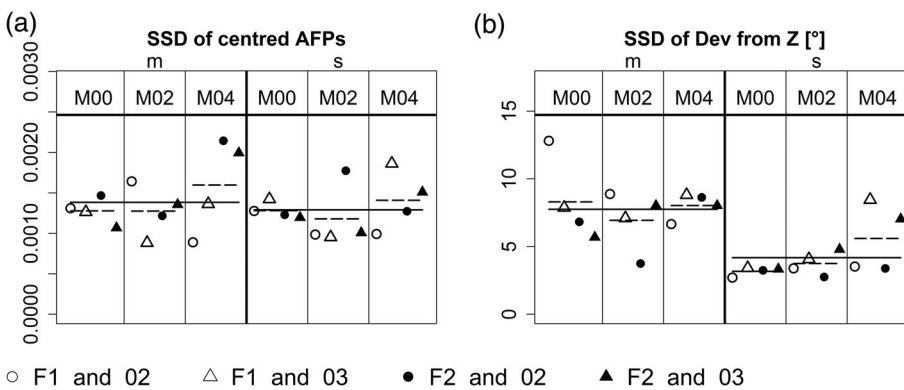 (a)
SSD of centred AFPs
m s
M00 M02 M04 M00 M02 M04
0.0030
0.0020
0.0010
0.0000
(b)
SSD of Dev from Z [°]
m s
M00 M02 M04 M00 M02 M04
15
10
5
0
F1 and 02 F1 and 03 F2 and 02 F2 and 03